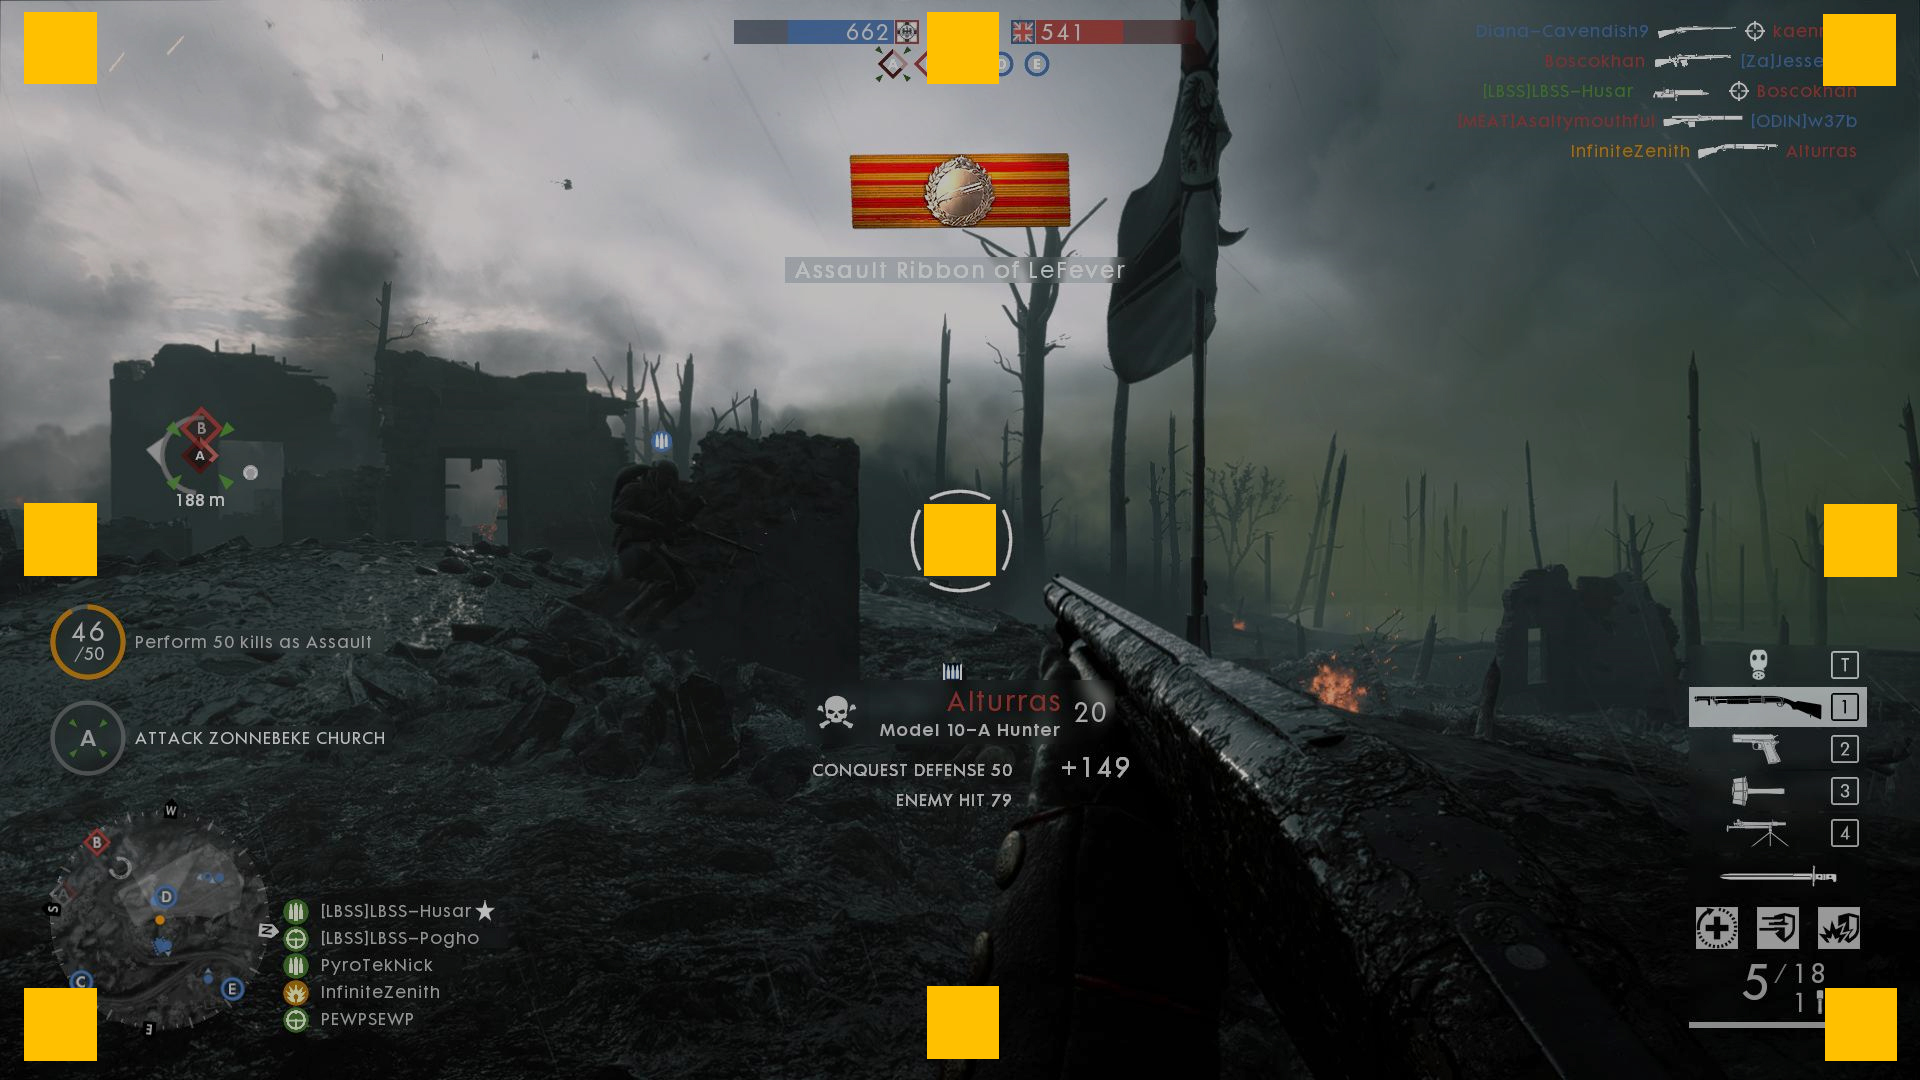 662 541
A D E
Diana-Cavendish9
Boscokhan [Za]Jesse
[LBSS]LBSS-Husar Boscokhan
[MEAT]Asaltymouthful [ODIN]w37b
InfiniteZenith Alturras
Assault Ribbon of LeFever
B
A
188 m
46
/50
Perform 50 kills as Assault
A ATTACK ZONNEBEKE CHURCH
Alturras 20
Model 10-A Hunter
CONQUEST DEFENSE 50 +149
ENEMY HIT 79
T
1
2
3
4
W
B
D
S
N
C
E
E
[LBSS]LBSS-Husar
[LBSS]LBSS-Pogho
PyroTekNick
InfiniteZenith
PEWPSEWP
5/18
1